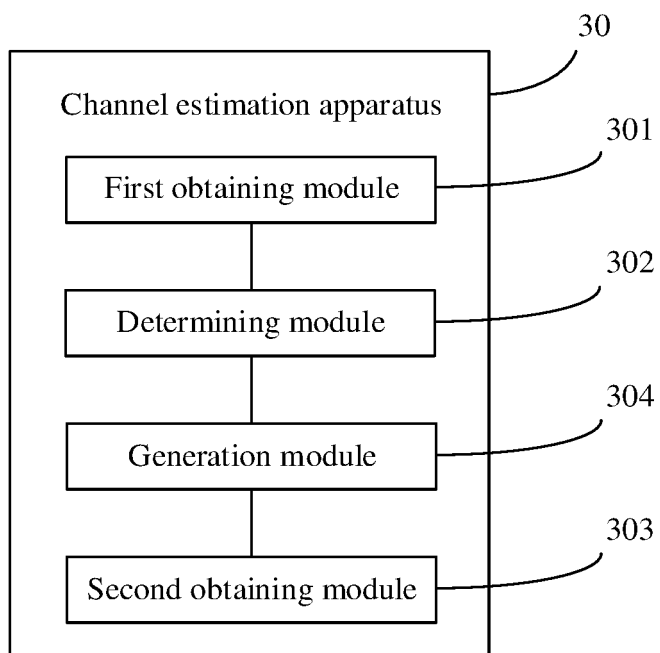 30
Channel estimation apparatus
301
First obtaining module
302
Determining module
304
Generation module
303
Second obtaining module